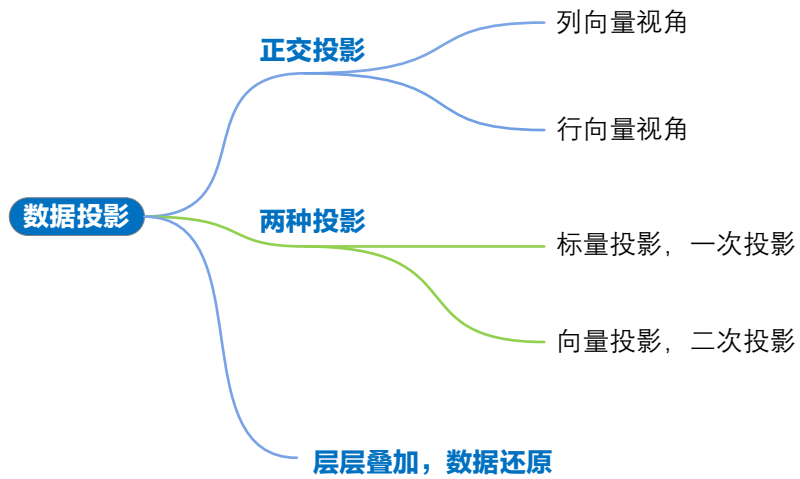 数据投影
正交投影
列向量视角
行向量视角
两种投影
标量投影，一次投影
向量投影，二次投影
层层叠加，数据还原